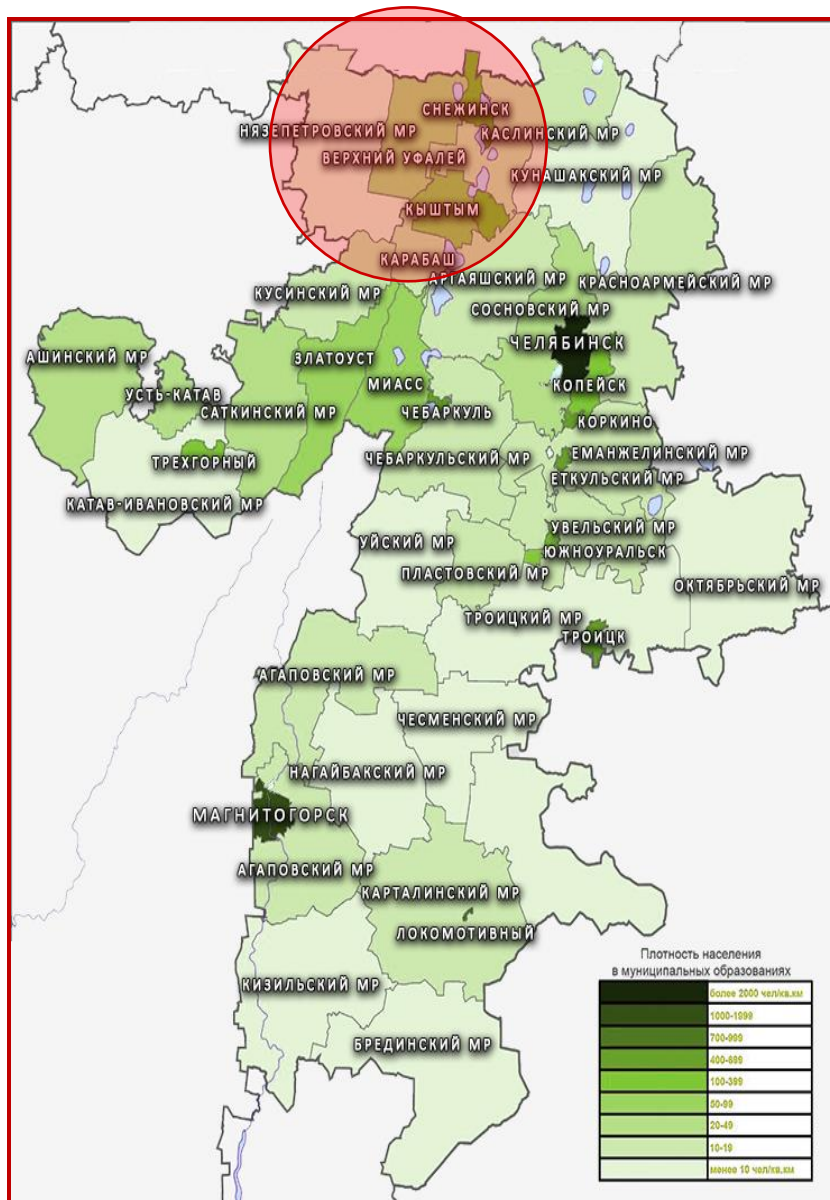 СНЕЖИНСК
НЯЗЕПЕТРОВСКИЙ МР
КАСЛИНСКИЙ МР
ВЕРХНИЙ УФАЛЕЙ
КУНАШАКСКИЙ МР
КЫШТЫМ
КАРАБАШ
АРГАЯШСКИЙ МР
КРАСНОАРМЕЙСКИЙ МР
КУСИНСКИЙ МР
СОСНОВСКИЙ МР
ЧЕЛЯБИНСК
АШИНСКИЙ МР
ЗЛАТОУСТ
МИАСС
КОПЕЙСК
УСТЬ-КАТАВ
САТКИНСКИЙ МР
ЧЕБАРКУЛЬ
КОРКИНО
ТРЕХГОРНЫЙ
ЧЕБАРКУЛЬСКИЙ МР
ЕМАНЖЕЛИНСКИЙ МР
ЕТКУЛЬСКИЙ МР
КАТАВ-ИВАНОВСКИЙ МР
УВЕЛЬСКИЙ МР
УЙСКИЙ МР
ЮЖНОУРАЛЬСК
ПЛАСТОВСКИЙ МР
ОКТЯБРЬСКИЙ МР
ТРОИЦКИЙ МР
ТРОИЦК
АГАПОВСКИЙ МР
ЧЕСМЕНСКИЙ МР
НАГАЙБАКСКИЙ МР
МАГНИТОГОРСК
АГАПОВСКИЙ МР
КАРТАЛИНСКИЙ МР
ЛОКОМОТИВНЫЙ
КИЗИЛЬСКИЙ МР
БРЕДИНСКИЙ МР
Плотность населения
в муниципальных образованиях
более 2000 чел/кв.км
1000-1999
700-999
400-699
100-399
50-99
20-49
10-19
менее 10 чел/кв.км